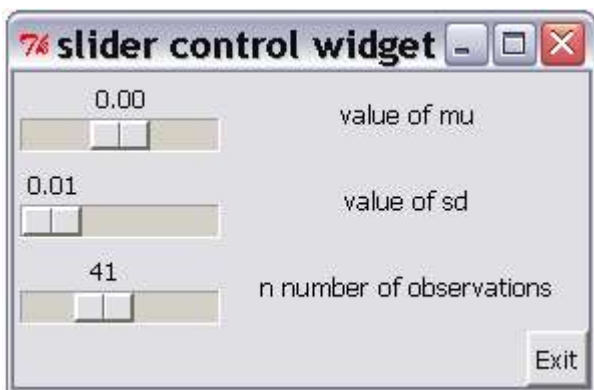 slider control widget
0.00
value of mu
0.01
value of sd
41
n number of observations
Exit